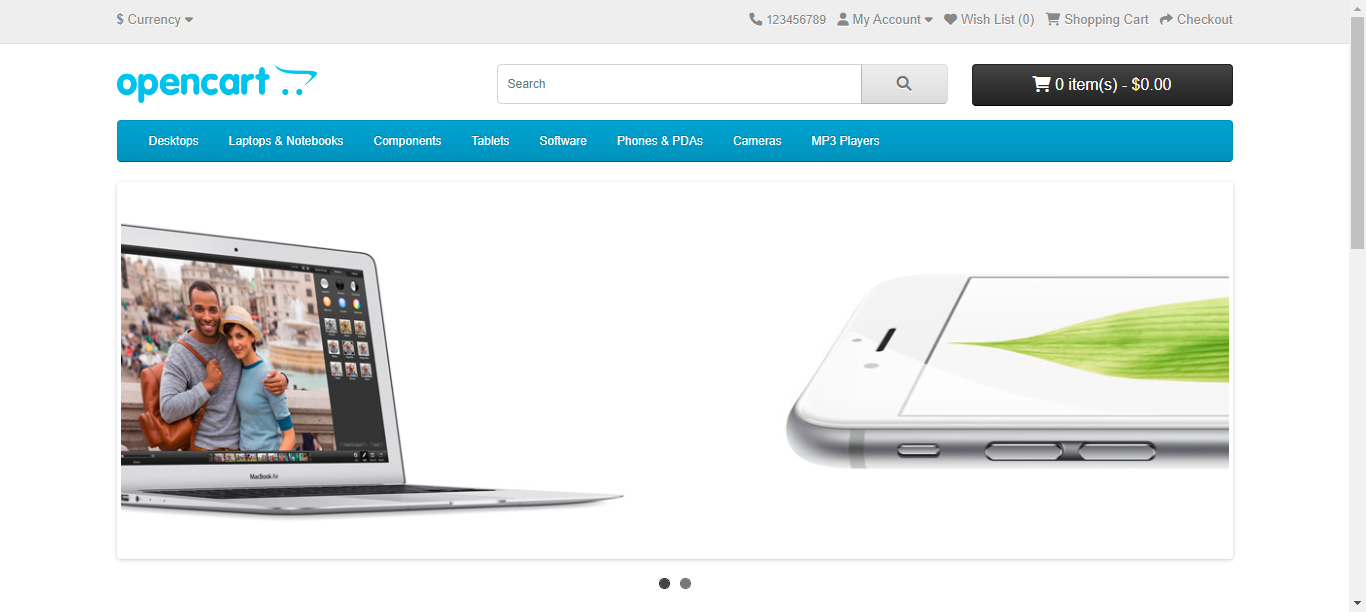 $ Currency
123456789 My Account Wish List (0) Shopping Cart Checkout
opencart
Search
0 item(s) - $0.00
Desktops Laptops & Notebooks Components Tablets Software Phones & PDAs Cameras MP3 Players
MacBook Air